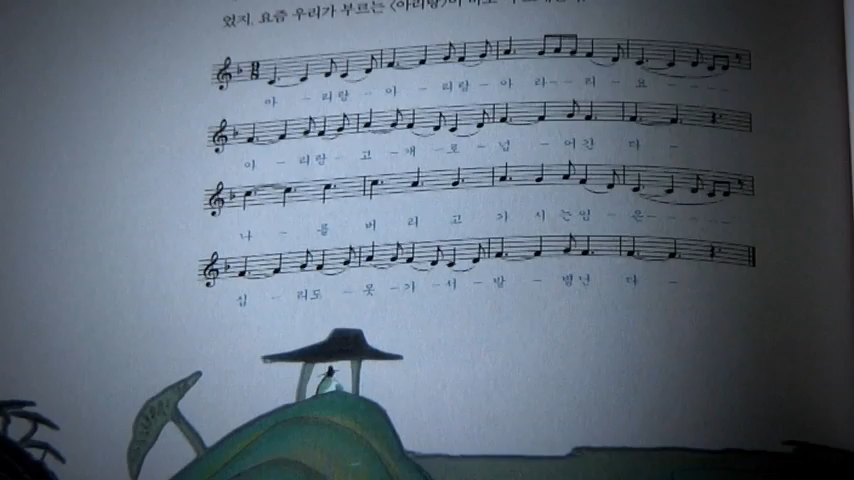 었지. 요즘 우리가 부르는 〈아리랑〉이
아 - 리랑 - 아 - 리랑 - 아 라 - - 리 요 - - - -
아 - 리랑 - 고 - 개 - 로 - 넘 - 어간 다 -
나 - 를 버 리 고 가 시 는임 - 은 - - - - -
십 - 리도 - 못 - 가 - 서 - 발 - 병난 다 -